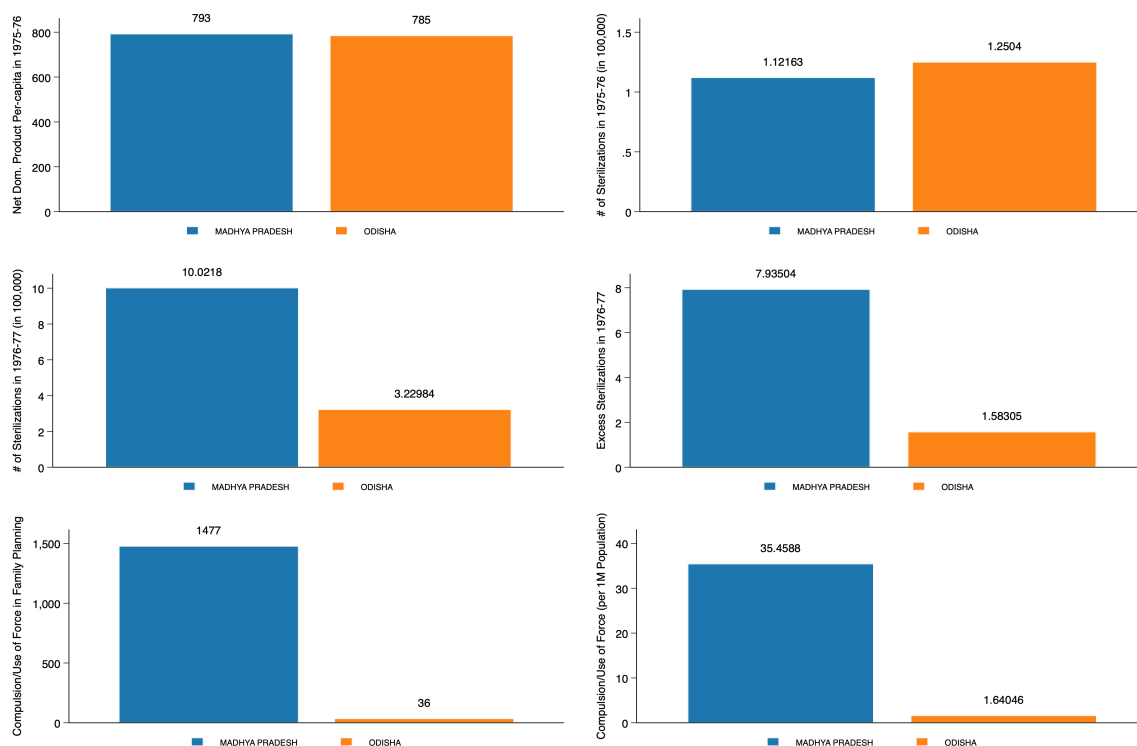 Net Dom. Product Per-capita in 1975-76
800
600
400
200
0
793
785
MADHYA PRADESH
ODISHA
# of Sterilizations in 1975-76 (in 100,000)
1.5
1
.5
0
1.12163
1.2504
MADHYA PRADESH
ODISHA
# of Sterilizations in 1976-77 (in 100,000)
10
8
6
4
2
0
10.0218
3.22984
MADHYA PRADESH
ODISHA
Excess Sterilizations in 1976-77
8
6
4
2
0
7.93504
1.58305
MADHYA PRADESH
ODISHA
Compulsion/Use of Force in Family Planning
1,500
1,000
500
0
1477
36
MADHYA PRADESH
ODISHA
Compulsion/Use of Force (per 1M Population)
40
30
20
10
0
35.4588
1.64046
MADHYA PRADESH
ODISHA